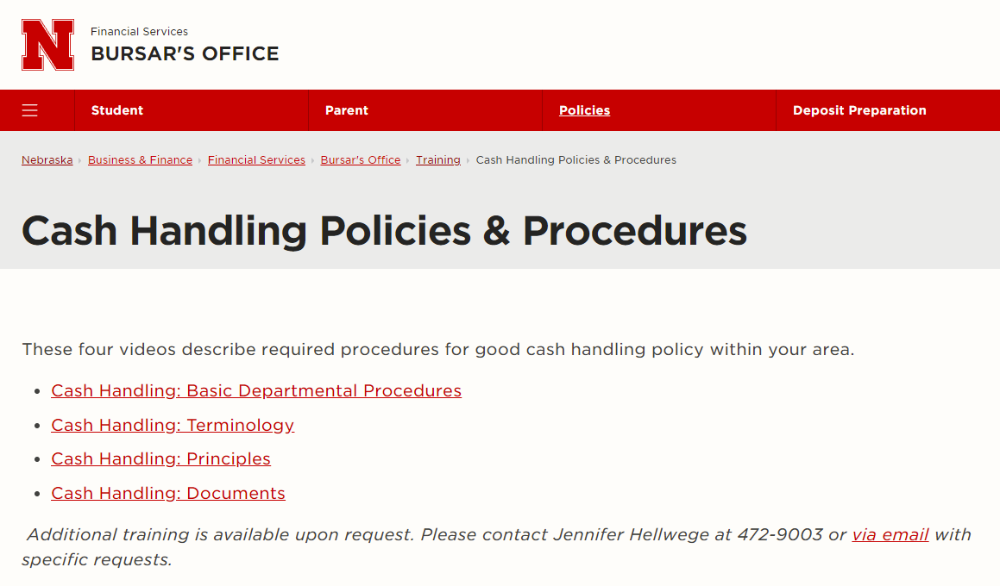 N
Financial Services
BURSAR'S OFFICE
Student
Parent
Policies
Deposit Preparation
Nebraska Business & Finance Financial Services Bursar's Office Training Cash Handling Policies & Procedures
Cash Handling Policies & Procedures
These four videos describe required procedures for good cash handling policy within your area.
Cash Handling: Basic Departmental Procedures
Cash Handling: Terminology
Cash Handling: Principles
Cash Handling: Documents
Additional training is available upon request. Please contact Jennifer Hellwege at 472-9003 or via email with
specific requests.